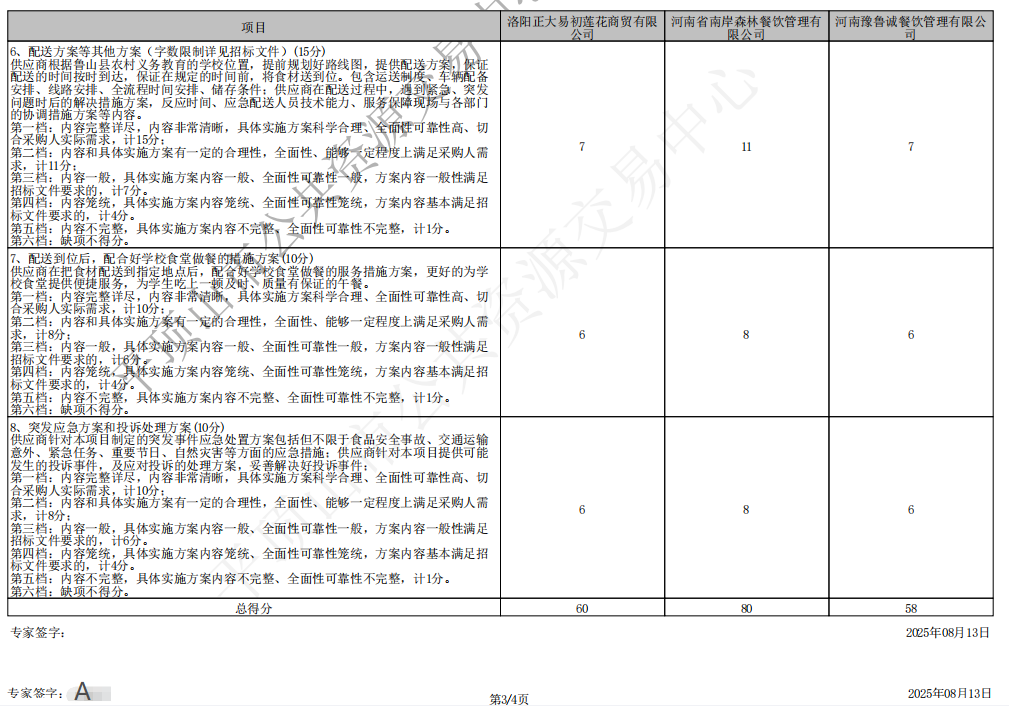 项目
洛阳正大易初莲花商贸有限
公司
河南省南岸森林餐饮管理有
限公司
河南豫鲁诚餐饮管理有限公
司
6、配送方案等其他方案（字数限制详见招标文件）(15分)
供应商根据鲁山县农村义务教育的学校位置，提前规划好路线图，提供配送方案，保证
配送的时间按时到达，保证在规定的时间前，将食材送到位。包含运送制度、车辆配备
安排、线路安排、全流程时间安排、储存条件；供应商在配送过程中，遇到紧急、突发
问题时后的解决措施方案，反应时间、应急配送人员技术能力、服务保障现场与各部门
的协调措施方案等内容。
第一档：内容完整详尽，内容非常清晰，具体实施方案科学合理、全面性可靠性高、切
合采购人实际需求，计15分；
第二档：内容和具体实施方案有一定的合理性，全面性、能够一定程度上满足采购人需
求，计11分；
第三档：内容一般，具体实施方案内容一般、全面性可靠性一般，方案内容一般性满足
招标文件要求的，计7分。
第四档：内容笼统，具体实施方案内容笼统、全面性可靠性笼统，方案内容基本满足招
标文件要求的，计4分。
第五档：内容不完整，具体实施方案内容不完整、全面性可靠性不完整，计1分。
第六档：缺项不得分。
7
11
7
7、配送到位后，配合好学校食堂做餐的措施方案(10分)
供应商在把食材配送到指定地点后，配合好学校食堂做餐的服务措施方案，更好的为学
校食堂提供便捷服务，为学生吃上一顿及时、质量有保证的午餐。
第一档：内容完整详尽，内容非常清晰，具体实施方案科学合理、全面性可靠性高、切
合采购人实际需求，计10分；
第二档：内容和具体实施方案有一定的合理性，全面性、能够一定程度上满足采购人需
求，计8分；
第三档：内容一般，具体实施方案内容一般、全面性可靠性一般，方案内容一般性满足
招标文件要求的，计6分。
第四档：内容笼统，具体实施方案内容笼统、全面性可靠性笼统，方案内容基本满足招
标文件要求的，计4分。
第五档：内容不完整，具体实施方案内容不完整、全面性可靠性不完整，计1分。
第六档：缺项不得分。
6
8
6
8、突发应急方案和投诉处理方案(10分)
供应商针对本项目制定的突发事件应急处置方案包括但不限于食品安全事故、交通运输
意外、紧急任务、重要节日、自然灾害等方面的应急措施；供应商针对本项目提供可能
发生的投诉事件，及应对投诉的处理方案，妥善解决好投诉事件；
第一档：内容完整详尽，内容非常清晰，具体实施方案科学合理、全面性可靠性高、切
合采购人实际需求，计10分；
第二档：内容和具体实施方案有一定的合理性，全面性、能够一定程度上满足采购人需
求，计8分；
第三档：内容一般，具体实施方案内容一般、全面性可靠性一般，方案内容一般性满足
招标文件要求的，计6分。
第四档：内容笼统，具体实施方案内容笼统、全面性可靠性笼统，方案内容基本满足招
标文件要求的，计4分。
第五档：内容不完整，具体实施方案内容不完整、全面性可靠性不完整，计1分。
第六档：缺项不得分。
6
8
6
总得分
60
80
58
专家签字：
2025年08月13日
专家签字： A
第3/4页
2025年08月13日
平顶山市公共资源交易中心
平顶山市公共资源交易中心